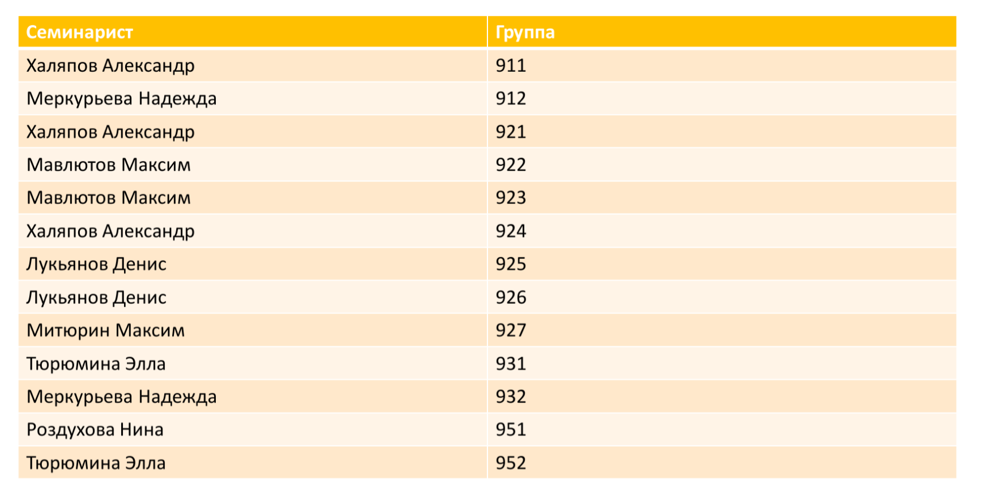 Семинарист Группа
Халяпов Александр 911
Меркурьева Надежда 912
Халяпов Александр 921
Мавлютов Максим 922
Мавлютов Максим 923
Халяпов Александр 924
Лукьянов Денис 925
Лукьянов Денис 926
Митюрин Максим 927
Тюрюмина Элла 931
Меркурьева Надежда 932
Роздухова Нина 951
Тюрюмина Элла 952